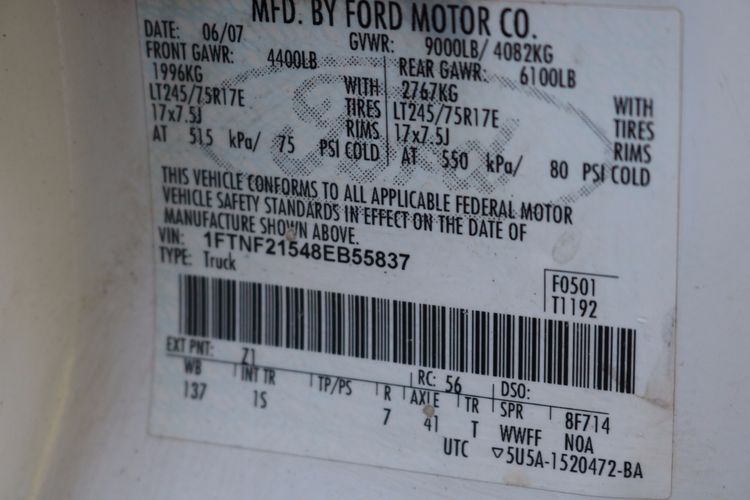 MFD. BY FORD MOTOR CO.
DATE: 06/07 GVWR: 9000LB/ 4082KG
FRONT GAWR: 4400LB REAR GAWR: 6100LB
1996KG WITH 2767KG WITH
LT245/75R17E TIRES LT245/75R17E TIRES
17x7.5J RIMS 17x7.5J RIMS
AT 515 kPa/ 75 PSI COLD AT 550 kPa/ 80 PSI COLD
THIS VEHICLE CONFORMS TO ALL APPLICABLE FEDERAL MOTOR
VEHICLE SAFETY STANDARDS IN EFFECT ON THE DATE OF
MANUFACTURE SHOWN ABOVE.
VIN: 1FTNF21548EB55837
TYPE: Truck
F0501
T1192
EXT PNT: Z1 RC: 56 DSO:
WB INT TR TP/PS R AXLE TR SPR
137 1S 7 41 T WWFF
8F714
N0A
UTC ▽5U5A-1520472-BA
Ford